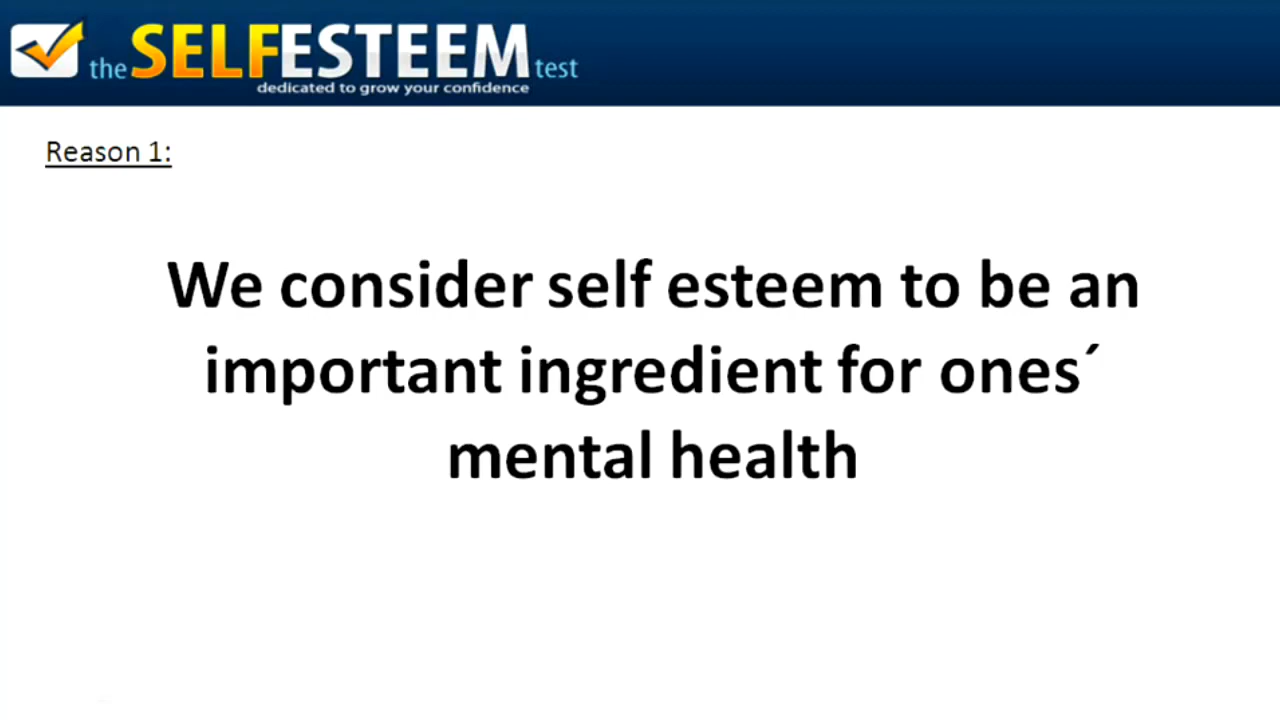 the SELFESTEEM test
dedicated to grow your confidence
Reason 1:
We consider self esteem to be an
important ingredient for ones´
mental health